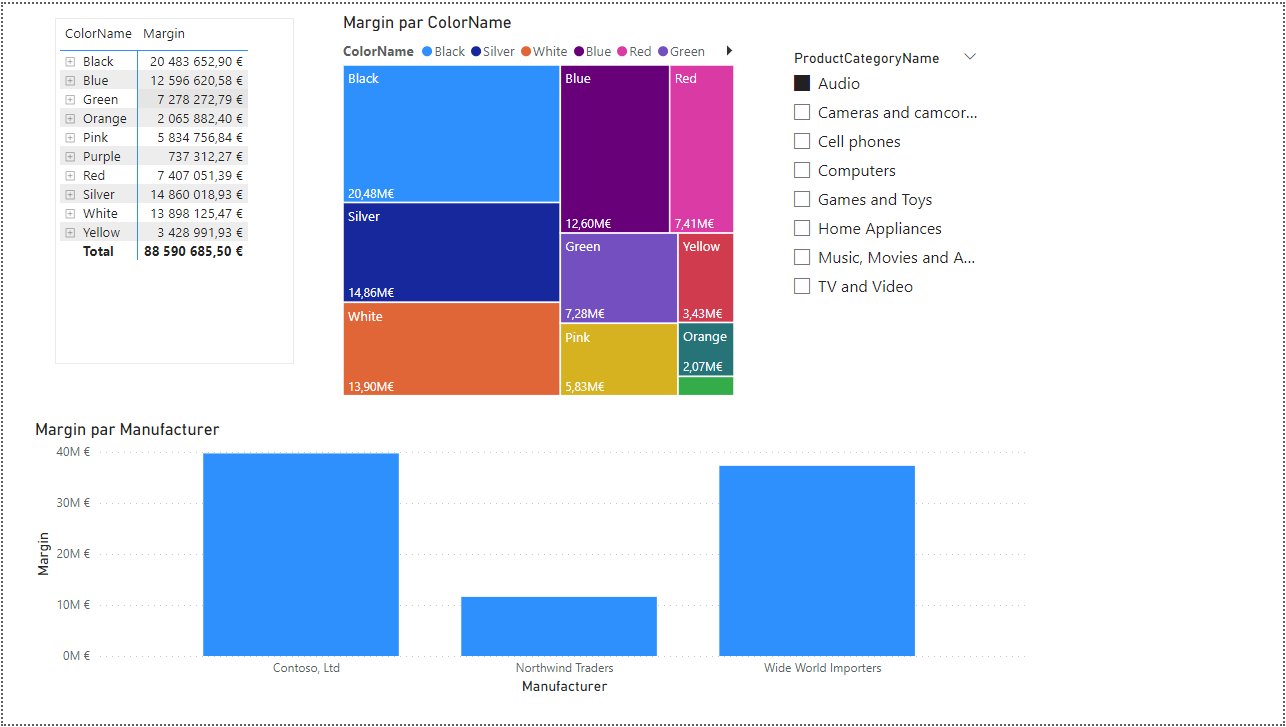 ColorName Margin
Black 20 483 652,90 €
Blue 12 596 620,58 €
Green 7 278 272,79 €
Orange 2 065 882,40 €
Pink 5 834 756,84 €
Purple 737 312,27 €
Red 7 407 051,39 €
Silver 14 860 018,93 €
White 13 898 125,47 €
Yellow 3 428 991,93 €
Total 88 590 685,50 €
Margin par ColorName
ColorName Black Silver White Blue Red Green
Black
20,48M€
Silver
14,86M€
White
13,90M€
Blue
12,60M€
Red
7,41M€
Green
7,28M€
Yellow
3,43M€
Pink
5,83M€
Orange
2,07M€
ProductCategoryName
Audio
Cameras and camcor...
Cell phones
Computers
Games and Toys
Home Appliances
Music, Movies and A...
TV and Video
Margin par Manufacturer
Margin
40M €
30M €
20M €
10M €
0M €
Contoso, Ltd
Northwind Traders
Wide World Importers
Manufacturer